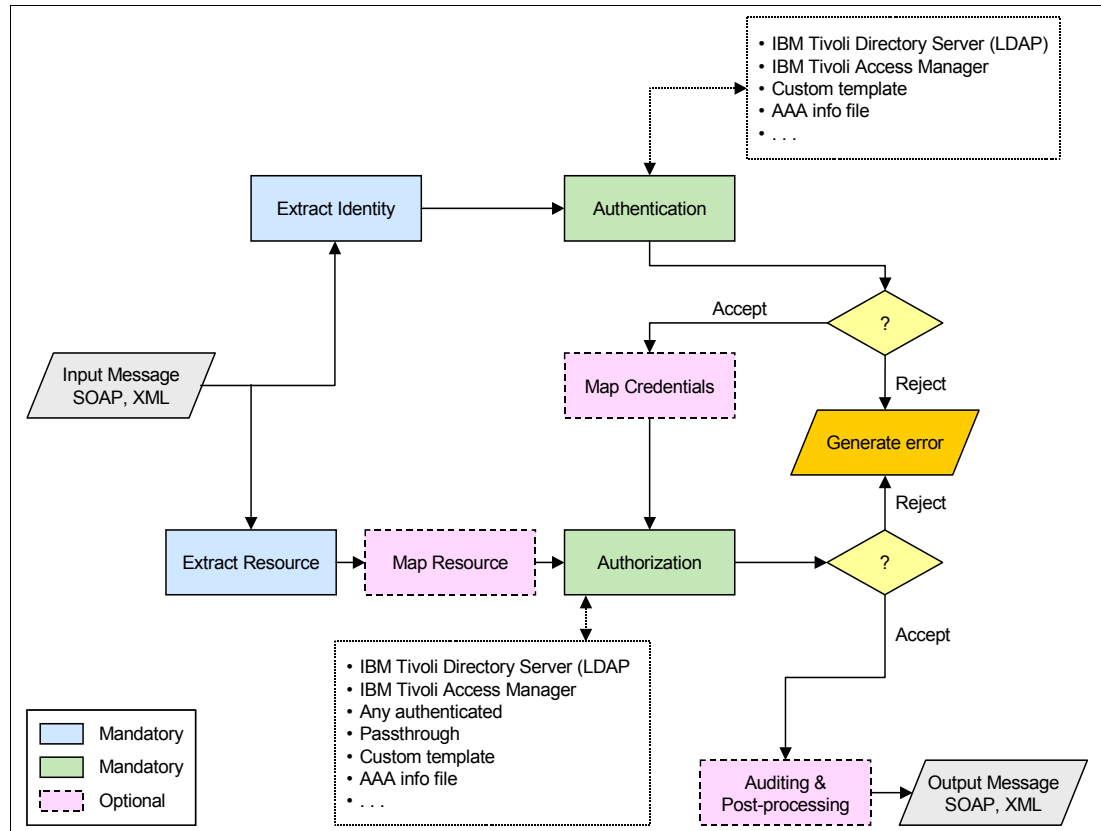 • IBM Tivoli Directory Server (LDAP)
• IBM Tivoli Access Manager
• Custom template
• AAA info file
• . . .
Extract Identity
Authentication
Accept
?
Input Message
SOAP, XML
Map Credentials
Reject
Generate error
Reject
Extract Resource
Map Resource
Authorization
?
Accept
• IBM Tivoli Directory Server (LDAP
• IBM Tivoli Access Manager
• Any authenticated
• Passthrough
• Custom template
• AAA info file
• . . .
Mandatory
Mandatory
Optional
Auditing &
Post-processing
Output Message
SOAP, XML